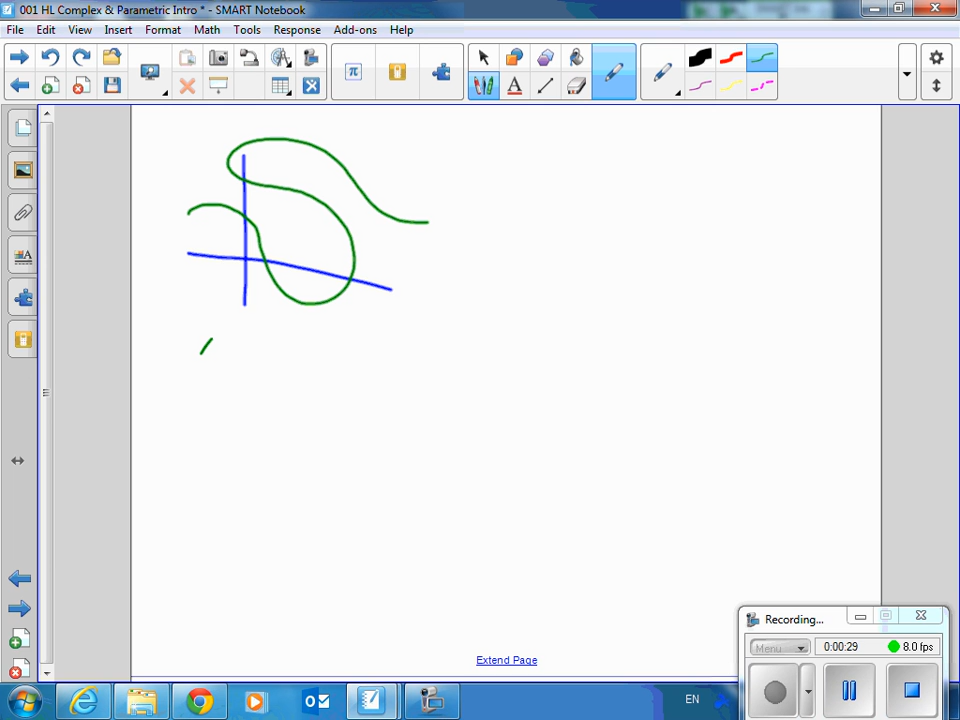 001 HL Complex & Parametric Intro * - SMART Notebook
File Edit View Insert Format Math Tools Response Add-ons Help
π
A
A
Extend Page
Recording...
Menu 0:00:29 8.0 fps
EN